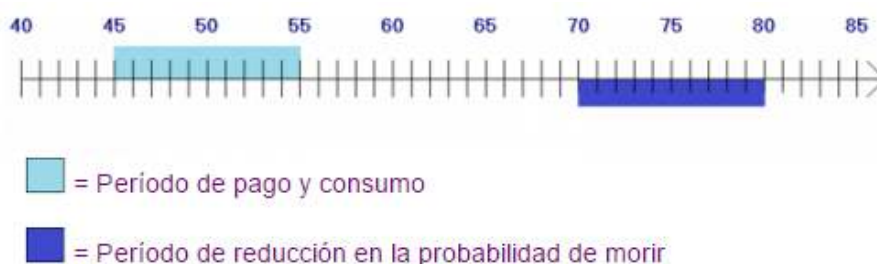 40 45 50 55 60 65 70 75 80 85
= Período de pago y consumo
= Período de reducción en la probabilidad de morir